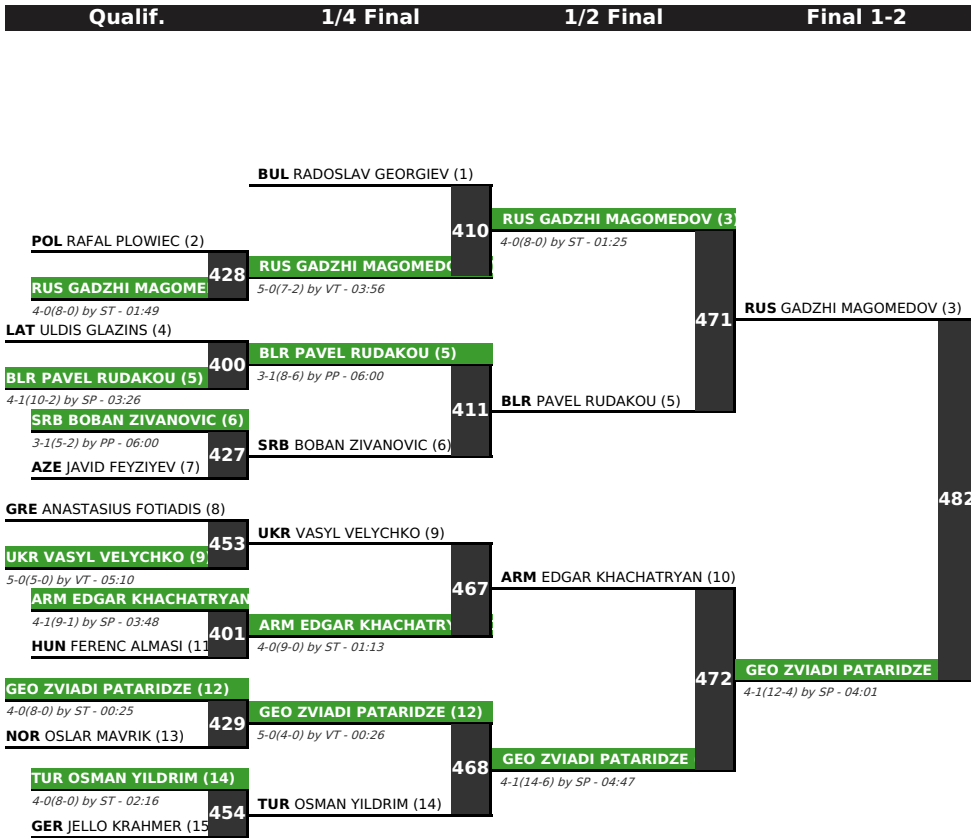 Qualif. 1/4 Final 1/2 Final Final 1-2
BUL RADOSLAV GEORGIEV (1)
410
RUS GADZHI MAGOMEDOV (3)
4-0(8-0) by ST - 01:25
POL RAFAL PLOWIEC (2)
428
RUS GADZHI MAGOMEDO
5-0(7-2) by VT - 03:56
RUS GADZHI MAGOME
4-0(8-0) by ST - 01:49
471
RUS GADZHI MAGOMEDOV (3)
LAT ULDIS GLAZINS (4)
400
BLR PAVEL RUDAKOU (5)
3-1(8-6) by PP - 06:00
BLR PAVEL RUDAKOU (5)
4-1(10-2) by SP - 03:26
411
BLR PAVEL RUDAKOU (5)
SRB BOBAN ZIVANOVIC (6)
3-1(5-2) by PP - 06:00
427
SRB BOBAN ZIVANOVIC (6)
AZE JAVID FEYZIYEV (7)
482
GRE ANASTASIUS FOTIADIS (8)
453
UKR VASYL VELYCHKO (9)
UKR VASYL VELYCHKO (9)
5-0(5-0) by VT - 05:10
467
ARM EDGAR KHACHATRYAN (10)
ARM EDGAR KHACHATRYAN
4-1(9-1) by SP - 03:48
401
ARM EDGAR KHACHATRY
4-0(9-0) by ST - 01:13
HUN FERENC ALMASI (11
472
GEO ZVIADI PATARIDZE
4-1(12-4) by SP - 04:01
GEO ZVIADI PATARIDZE (12)
4-0(8-0) by ST - 00:25
429
GEO ZVIADI PATARIDZE (12)
5-0(4-0) by VT - 00:26
NOR OSLAR MAVRIK (13)
468
GEO ZVIADI PATARIDZE
4-1(14-6) by SP - 04:47
TUR OSMAN YILDRIM (14)
4-0(8-0) by ST - 02:16
454
TUR OSMAN YILDRIM (14)
GER JELLO KRAHMER (15